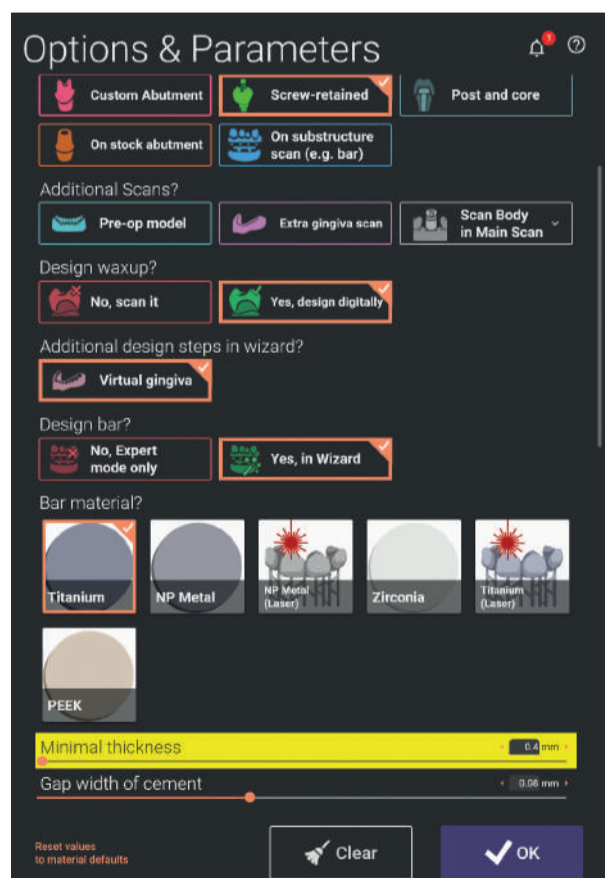 Options & Parameters
1
Custom Abutment
Screw-retained
Post and core
On stock abutment
On substructure
scan (e.g. bar)
Additional Scans?
Pre-op model
Extra gingiva scan
Scan Body
in Main Scan
Design waxup?
No, scan it
Yes, design digitally
Additional design steps in wizard?
Virtual gingiva
Design bar?
No, Expert
mode only
Yes, in Wizard
Bar material?
Titanium
NP Metal
NP Metal
(Laser)
Zirconia
Titanium
(Laser)
PEEK
Minimal thickness
0.4 mm
Gap width of cement
0.08 mm
Reset values
to material defaults
Clear
OK